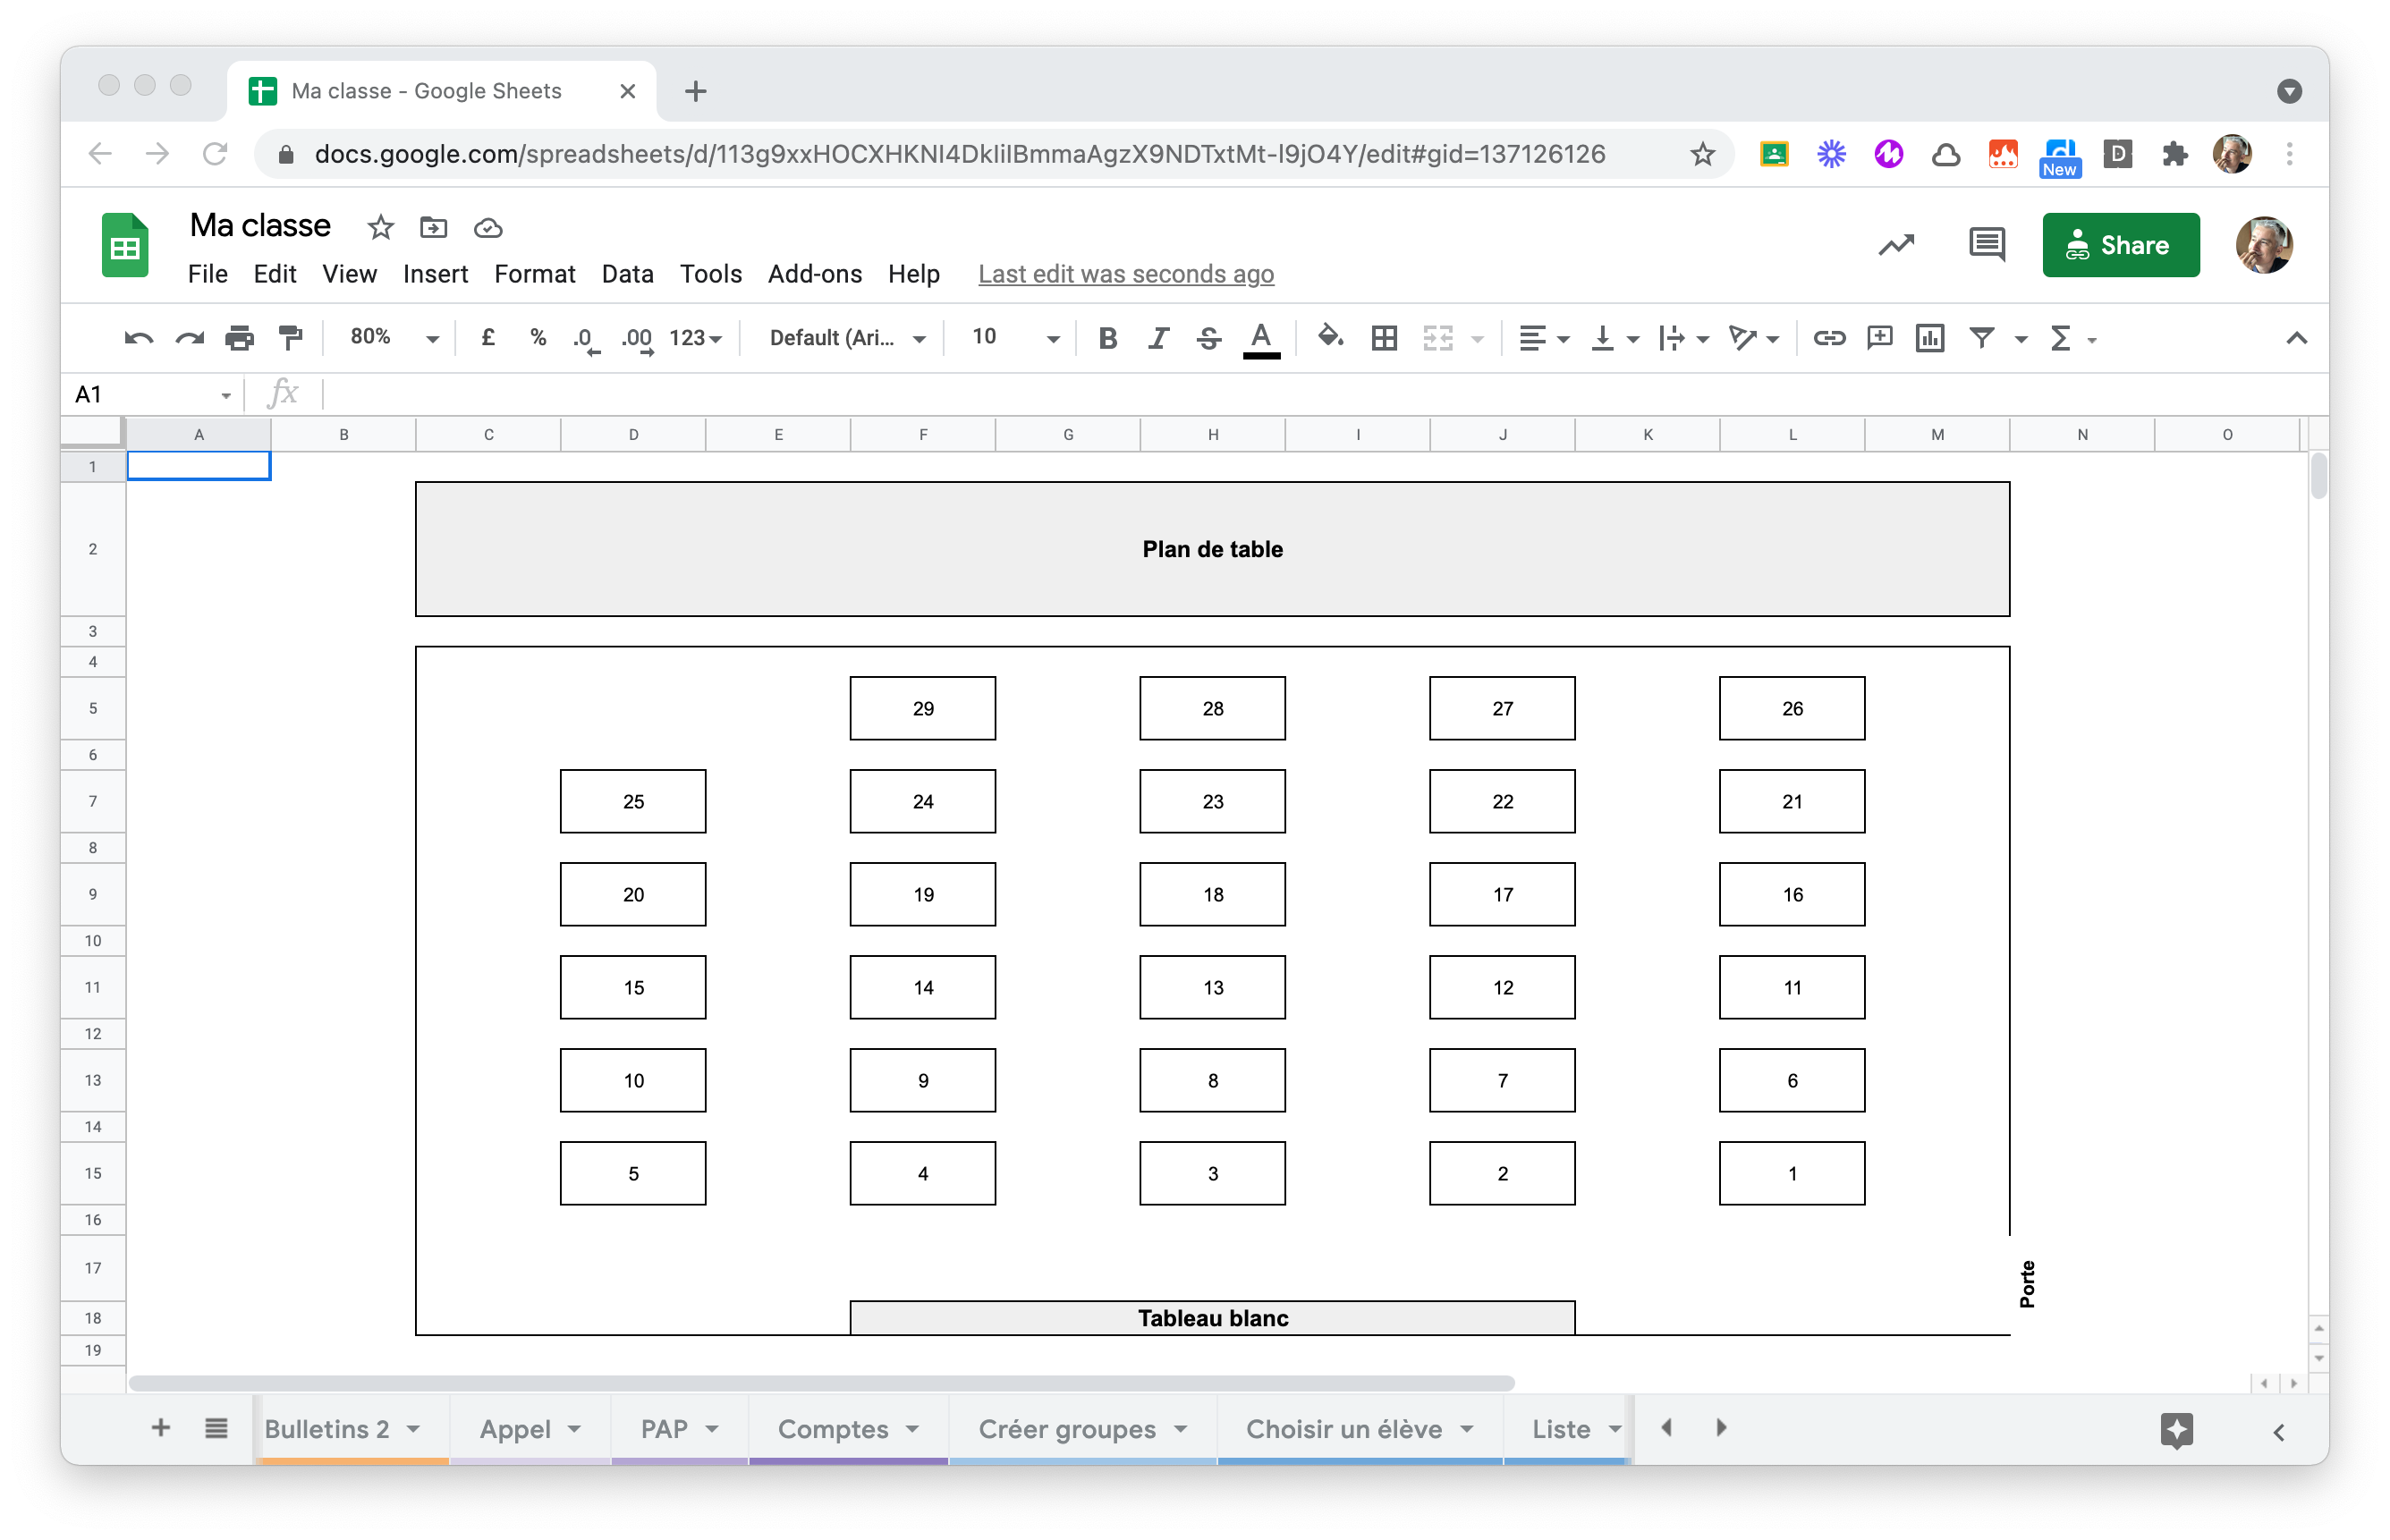 Ma classe - Google Sheets
docs.google.com/spreadsheets/d/113g9xxHOCXHKNI4DkIiIBmmaAgzX9NDTxtMt-I9jO4Y/edit#gid=137126126
New
D
Ma classe
File Edit View Insert Format Data Tools Add-ons Help Last edit was seconds ago
Share
80% £ % .0 .00 123 Default (Ari... 10 B I S A Σ
A1 fx
A B C D E F G H I J K L M N O
1
2 Plan de table
3
4
5 29 28 27 26
6
7 25 24 23 22 21
8
9 20 19 18 17 16
10
11 15 14 13 12 11
12
13 10 9 8 7 6
14
15 5 4 3 2 1
16
17 Porte
18 Tableau blanc
19
Bulletins 2 Appel PAP Comptes Créer groupes Choisir un élève Liste